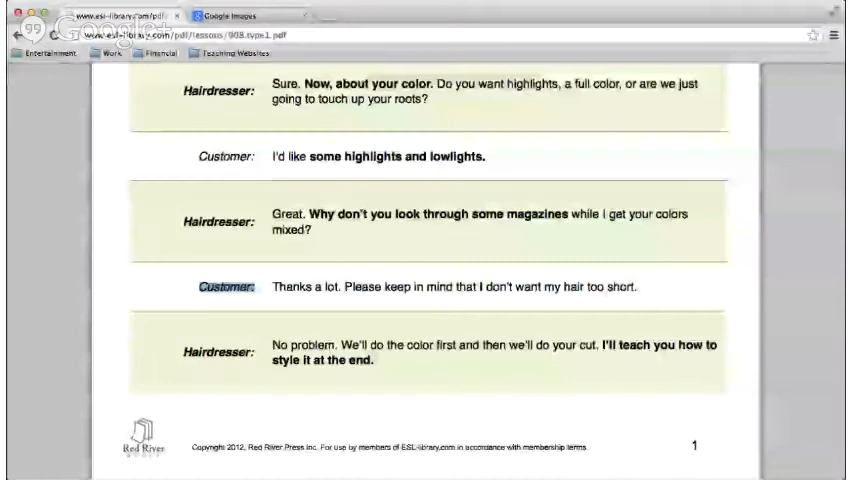 www.esl-library.com/pdf/
Google Images
Google+
www.esl-library.com/pdf/lessons/908.type1.pdf
Entertainment Work Financial Teaching Websites
Hairdresser: Sure. Now, about your color. Do you want highlights, a full color, or are we just
going to touch up your roots?
Customer: I'd like some highlights and lowlights.
Hairdresser: Great. Why don't you look through some magazines while I get your colors
mixed?
Customer: Thanks a lot. Please keep in mind that I don't want my hair too short.
Hairdresser: No problem. We'll do the color first and then we'll do your cut. I'll teach you how to
style it at the end.
Red River
Copyright 2012, Red River Press Inc. For use by members of ESL-library.com in accordance with membership terms.
1